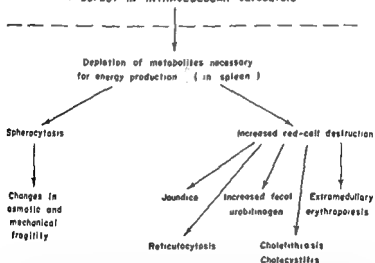 Depletion of metabolites necessary
for energy production (in spleen)
Spherocytosis
Increased red-cell destruction
Changes in
osmotic and
mechanical
fragility
Jaundice
Increased fecal
urobilinogen
Extramedullary
erythropoiesis
Reticulocytosis
Cholelithiasis
Cholecystitis